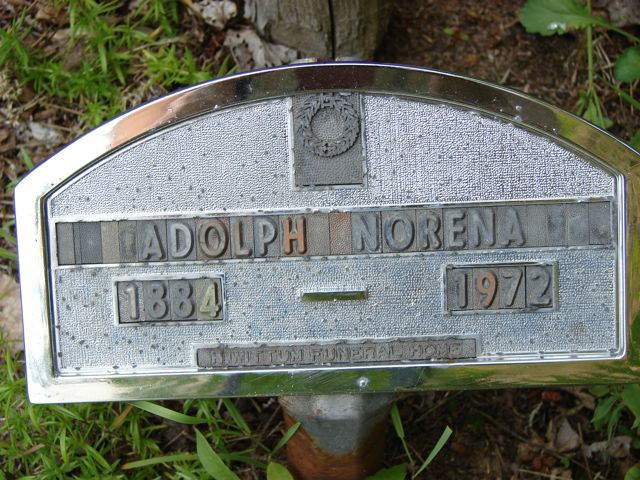 ADOLPH NORENA
1884 — 1972
FUNERAL HOME